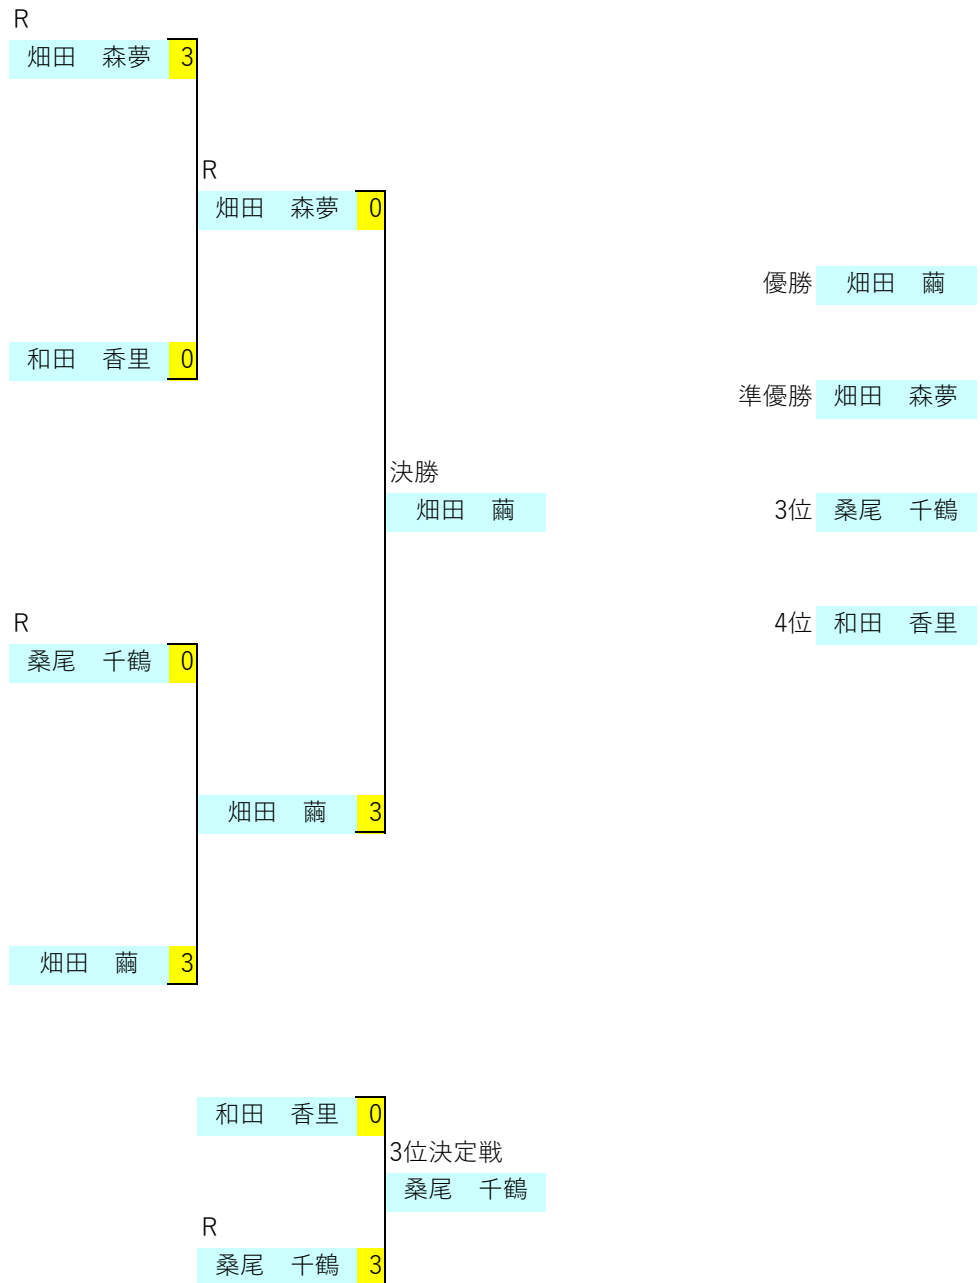 R
畑田　森夢 3
R
畑田　森夢 0
優勝 畑田　繭
和田　香里 0
準優勝 畑田　森夢
決勝
畑田　繭
3位 桑尾　千鶴
R
4位 和田　香里
桑尾　千鶴 0
畑田　繭 3
畑田　繭 3
和田　香里 0
3位決定戦
桑尾　千鶴
R
桑尾　千鶴 3